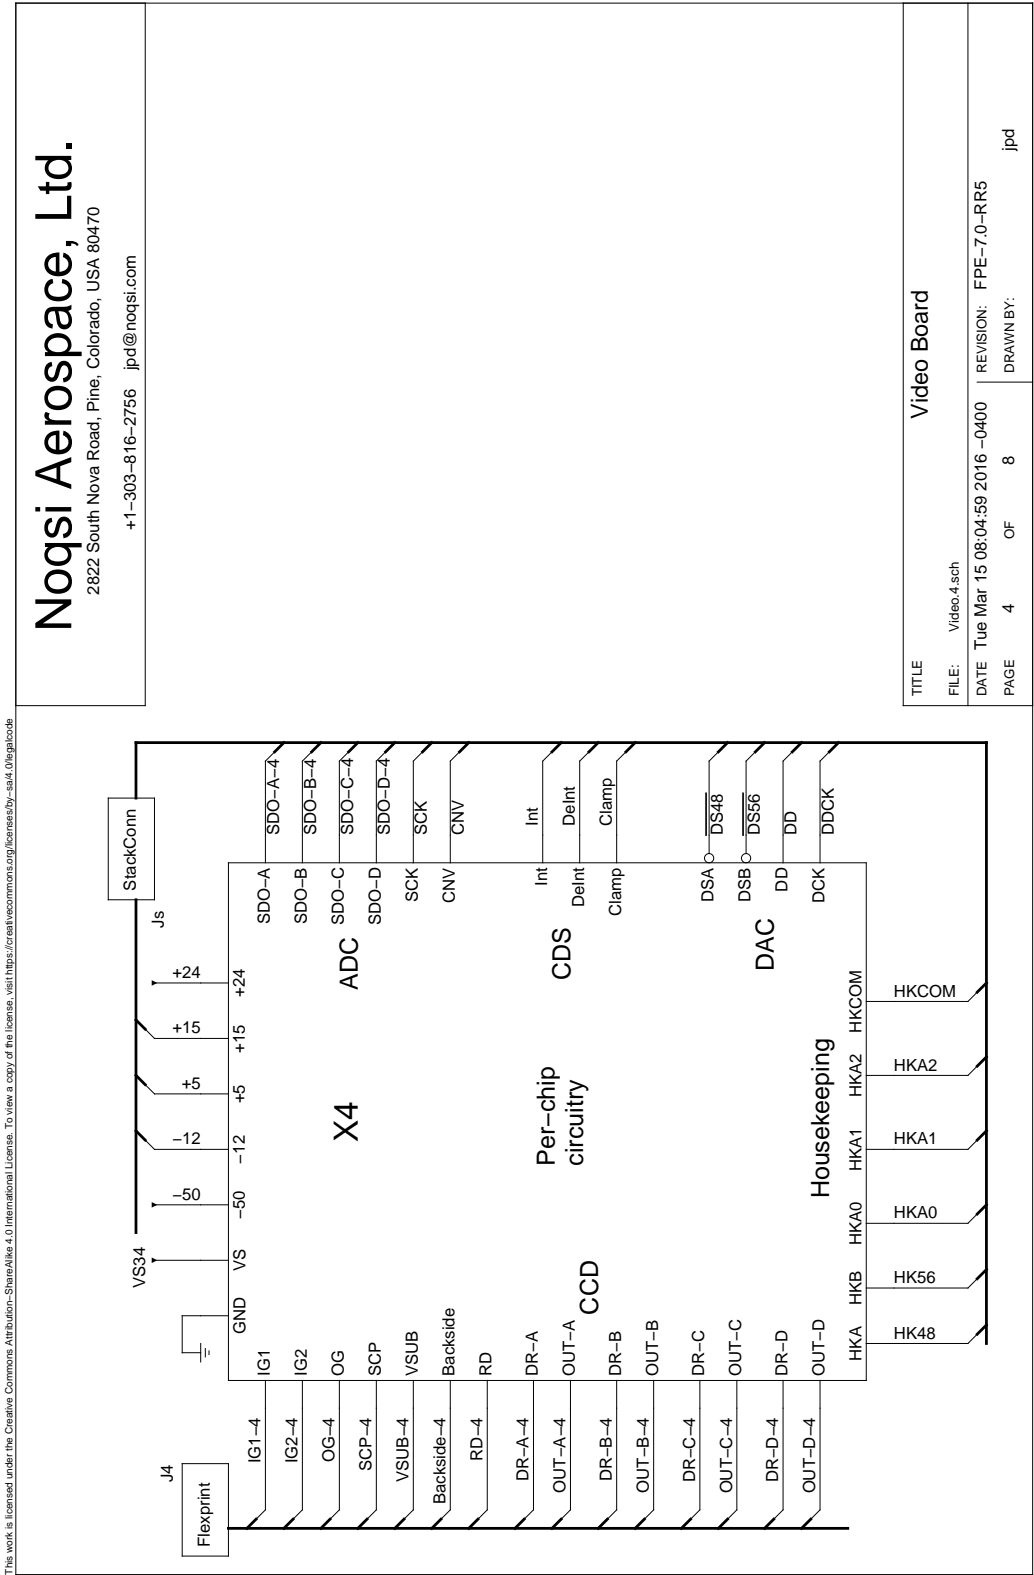 This work is licensed under the Creative Commons Attribution−ShareAlike 4.0 International License. To view a copy of the license, visit https://creativecommons.org/licenses/by−sa/4.0/legalcode
Noqsi Aerospace, Ltd.
2822 South Nova Road, Pine, Colorado, USA 80470
+1−303−816−2756 jpd@noqsi.com
J4
Flexprint
IG1−4
IG2−4
OG−4
SCP−4
VSUB−4
Backside−4
RD−4
DR−A−4
OUT−A−4
DR−B−4
OUT−B−4
DR−C−4
OUT−C−4
DR−D−4
OUT−D−4
IG1
IG2
OG
SCP
VSUB
Backside
RD
DR−A
OUT−A
DR−B
OUT−B
DR−C
OUT−C
DR−D
OUT−D
CCD
VS34
−50
−12
+5
+15
+24
GND
VS
−50
−12
+5
+15
+24
X4
Per−chip
circuitry
Housekeeping
ADC
CDS
DAC
Js
StackConn
SDO−A
SDO−B
SDO−C
SDO−D
SCK
CNV
Int
DeInt
Clamp
DSA
DSB
DD
DCK
SDO−A−4
SDO−B−4
SDO−C−4
SDO−D−4
SCK
CNV
Int
DeInt
Clamp
DS48
DS56
DD
DDCK
HKA
HKB
HKA0
HKA1
HKA2
HKCOM
HK48
HK56
HKA0
HKA1
HKA2
HKCOM
TITLE
Video Board
FILE: Video.4.sch
DATE Tue Mar 15 08:04:59 2016 −0400
REVISION: FPE−7.0−RR5
PAGE 4 OF 8
DRAWN BY: jpd